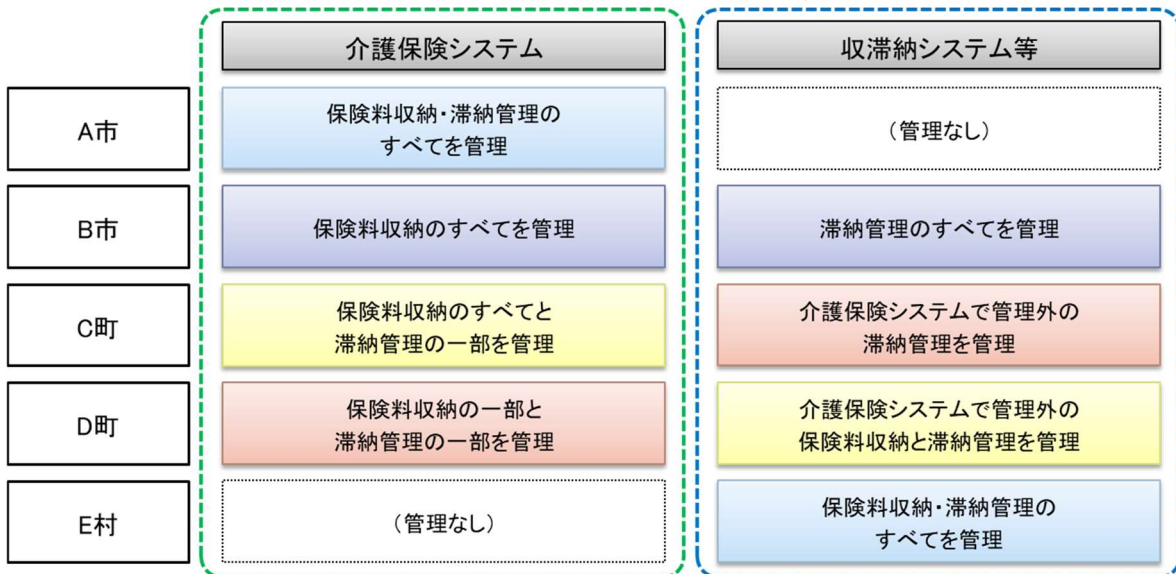 介護保険システム
収滞納システム等
A市
保険料収納・滞納管理の
すべてを管理
（管理なし）
B市
保険料収納のすべてを管理
滞納管理のすべてを管理
C町
保険料収納のすべてと
滞納管理の一部を管理
介護保険システムで管理外の
滞納管理を管理
D町
保険料収納の一部と
滞納管理の一部を管理
介護保険システムで管理外の
保険料収納と滞納管理を管理
E村
（管理なし）
保険料収納・滞納管理の
すべてを管理